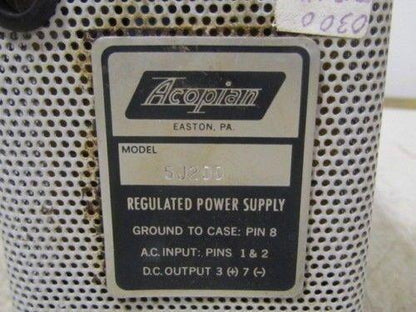 0300
Acopian
EASTON, PA.
MODEL
5J200
REGULATED POWER SUPPLY
GROUND TO CASE: PIN 8
A.C. INPUT: PINS 1 & 2
D.C. OUTPUT 3 (+) 7 (−)